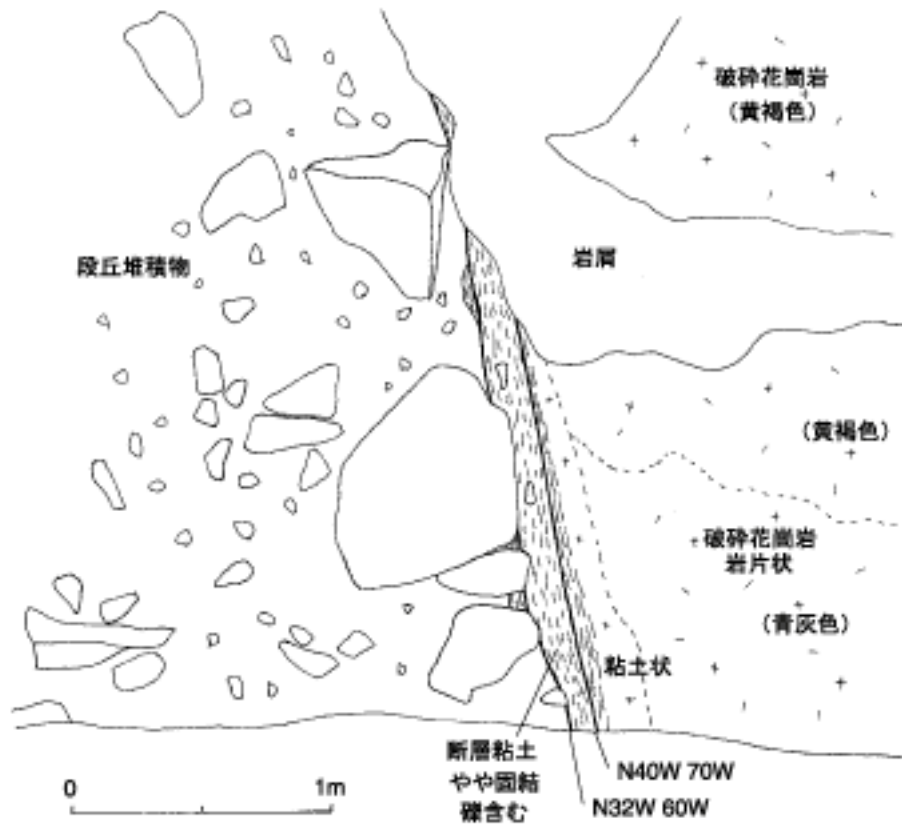 破砕花崗岩
（黄褐色）
段丘堆積物
岩屑
（黄褐色）
破砕花崗岩
岩片状
（青灰色）
粘土状
断層粘土
やや固結
礫含む
N40W 70W
N32W 60W
0
1m